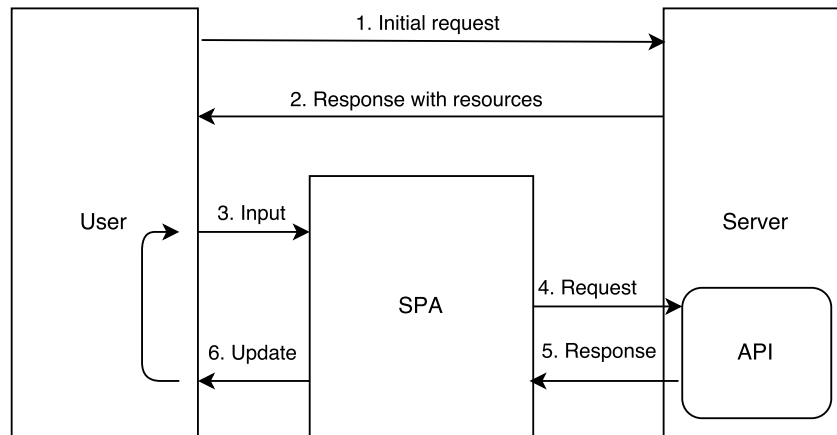 1. Initial request
2. Response with resources
User
3. Input
Server
SPA
4. Request
API
5. Response
6. Update